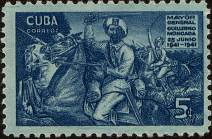 CUBA
CORREOS
MAYOR
GENERAL
GUILLERMO
MONCADA
25 JUNIO
1841-1941
5¢